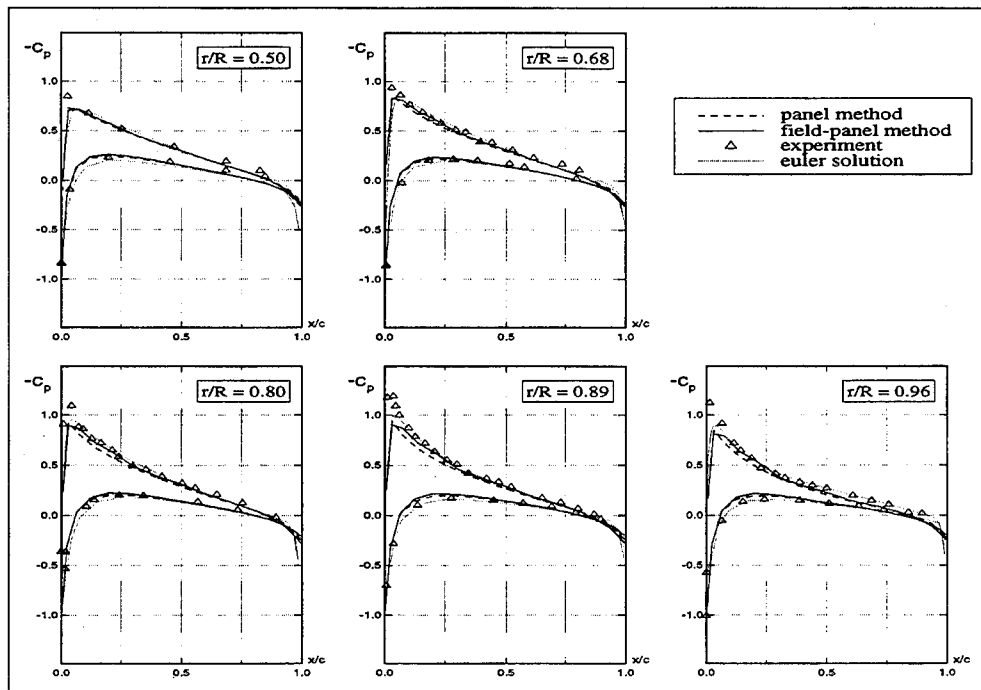 -Cp
r/R = 0.50
1.0
0.5
0.0
-0.5
-1.0
0.0
0.5
1.0
x/c
-Cp
r/R = 0.68
1.0
0.5
0.0
-0.5
-1.0
0.0
0.5
1.0
x/c
panel method
field-panel method
experiment
euler solution
-Cp
r/R = 0.80
1.0
0.5
0.0
-0.5
-1.0
0.0
0.5
1.0
x/c
-Cp
r/R = 0.89
1.0
0.5
0.0
-0.5
-1.0
0.0
0.5
1.0
x/c
-Cp
r/R = 0.96
1.0
0.5
0.0
-0.5
-1.0
0.0
0.5
1.0
x/c